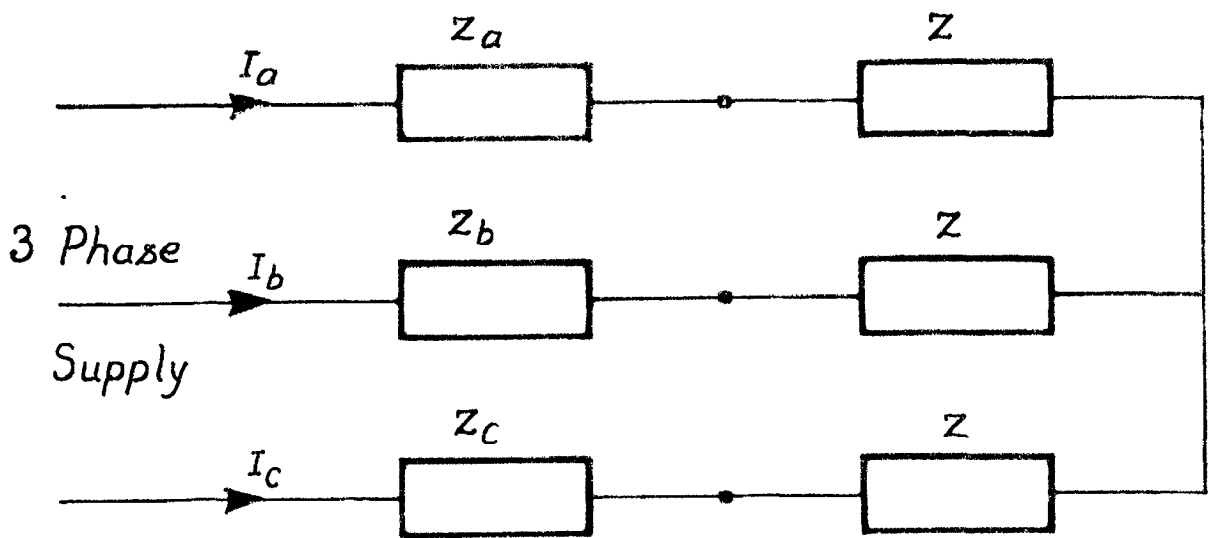 Z_a Z
I_a
Z_b Z
3 Phase
I_b
Supply
Z_c Z
I_c